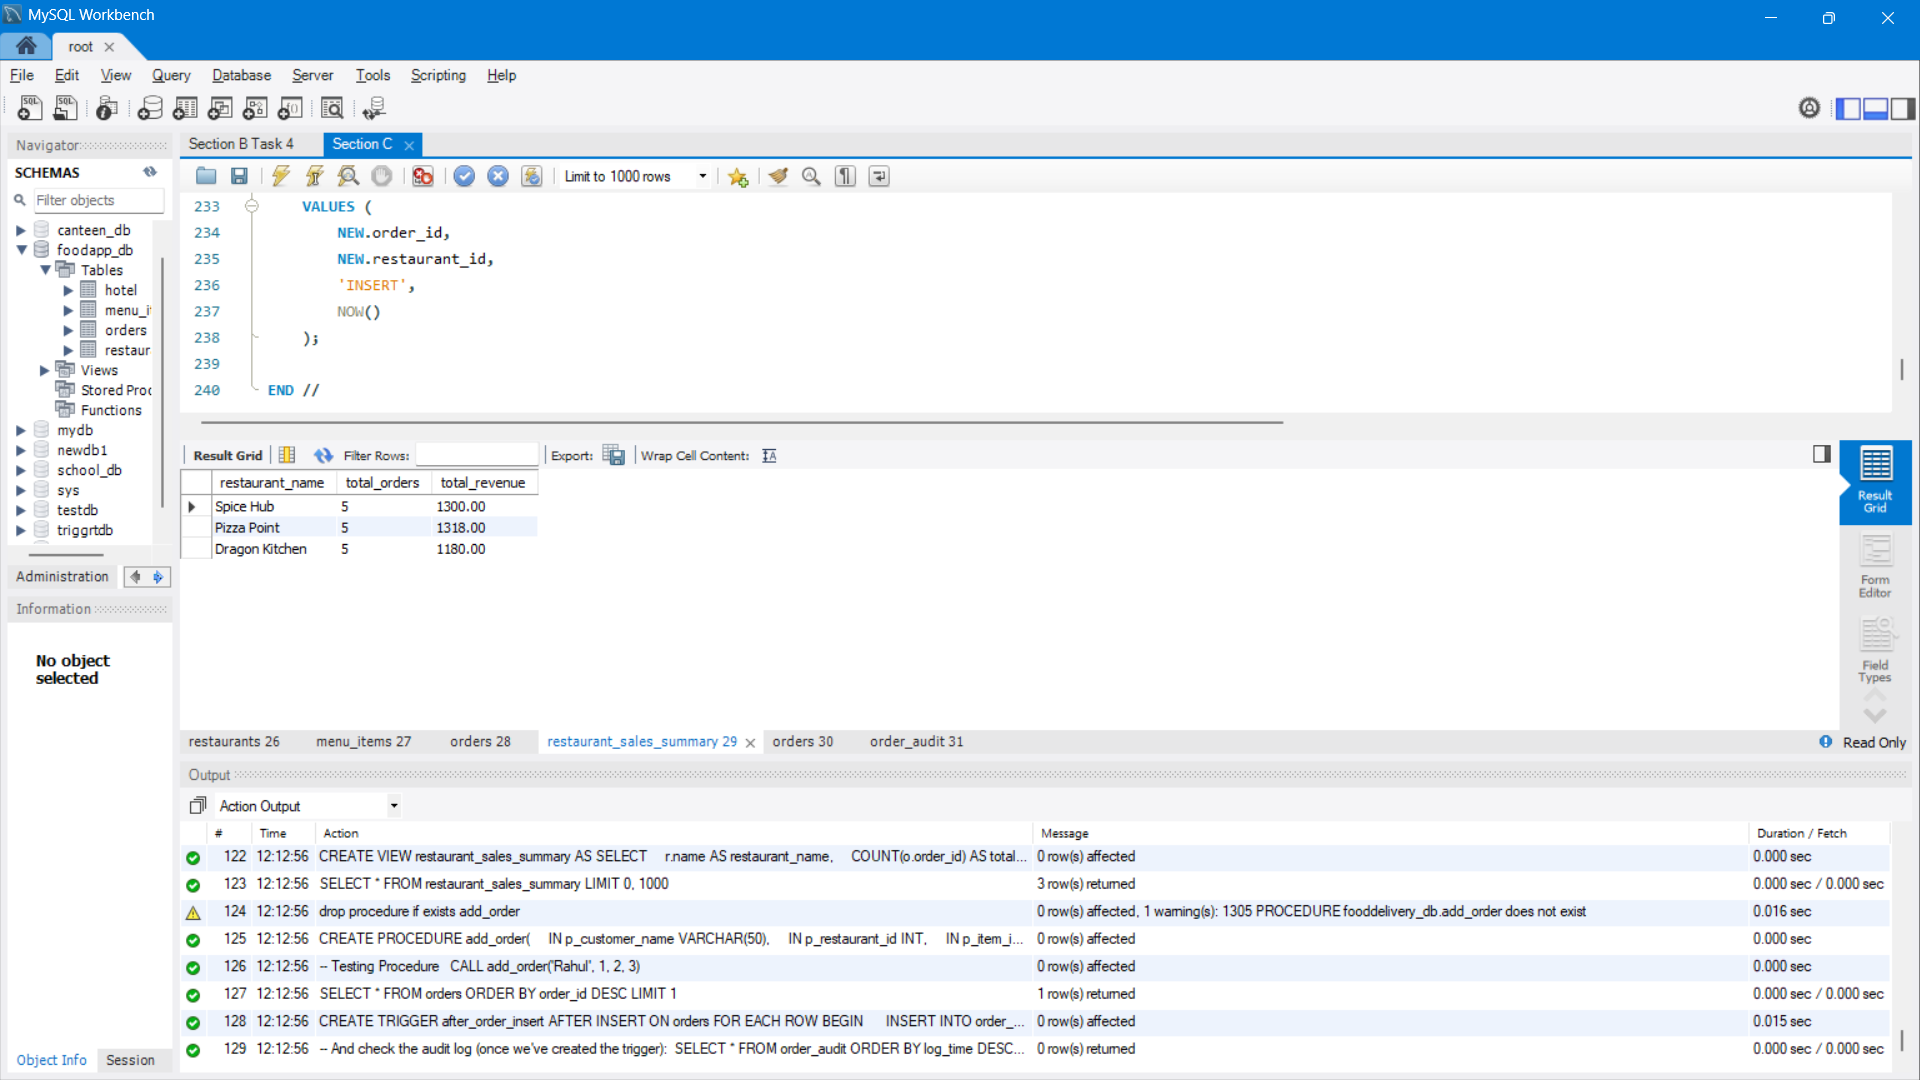 MySQL Workbench
root
File Edit View Query Database Server Tools Scripting Help
Navigator
SCHEMAS
Filter objects
canteen_db
foodapp_db
Tables
hotel
menu_it
orders
restaur
Views
Stored Proc
Functions
mydb
newdb1
school_db
sys
testdb
triggrtdb
Administration
Information
No object
selected
Object Info Session
Section B Task 4 Section C
Limit to 1000 rows
233 VALUES (
234 NEW.order_id,
235 NEW.restaurant_id,
236 'INSERT',
237 NOW()
238 );
239
240 END //
Result Grid Filter Rows: Export: Wrap Cell Content:
restaurant_name total_orders total_revenue
Spice Hub 5 1300.00
Pizza Point 5 1318.00
Dragon Kitchen 5 1180.00
Result
Grid
Form
Editor
Field
Types
restaurants 26 menu_items 27 orders 28 restaurant_sales_summary 29 orders 30 order_audit 31 Read Only
Output
Action Output
# Time Action Message Duration / Fetch
122 12:12:56 CREATE VIEW restaurant_sales_summary AS SELECT r.name AS restaurant_name, COUNT(o.order_id) AS total... 0 row(s) affected 0.000 sec
123 12:12:56 SELECT * FROM restaurant_sales_summary LIMIT 0, 1000 3 row(s) returned 0.000 sec / 0.000 sec
124 12:12:56 drop procedure if exists add_order 0 row(s) affected, 1 warning(s): 1305 PROCEDURE fooddelivery_db.add_order does not exist 0.016 sec
125 12:12:56 CREATE PROCEDURE add_order( IN p_customer_name VARCHAR(50), IN p_restaurant_id INT, IN p_item_i... 0 row(s) affected 0.000 sec
126 12:12:56 -- Testing Procedure CALL add_order('Rahul', 1, 2, 3) 0 row(s) affected 0.000 sec
127 12:12:56 SELECT * FROM orders ORDER BY order_id DESC LIMIT 1 1 row(s) returned 0.000 sec / 0.000 sec
128 12:12:56 CREATE TRIGGER after_order_insert AFTER INSERT ON orders FOR EACH ROW BEGIN INSERT INTO order_... 0 row(s) affected 0.015 sec
129 12:12:56 -- And check the audit log (once we've created the trigger): SELECT * FROM order_audit ORDER BY log_time DESC... 0 row(s) returned 0.000 sec / 0.000 sec